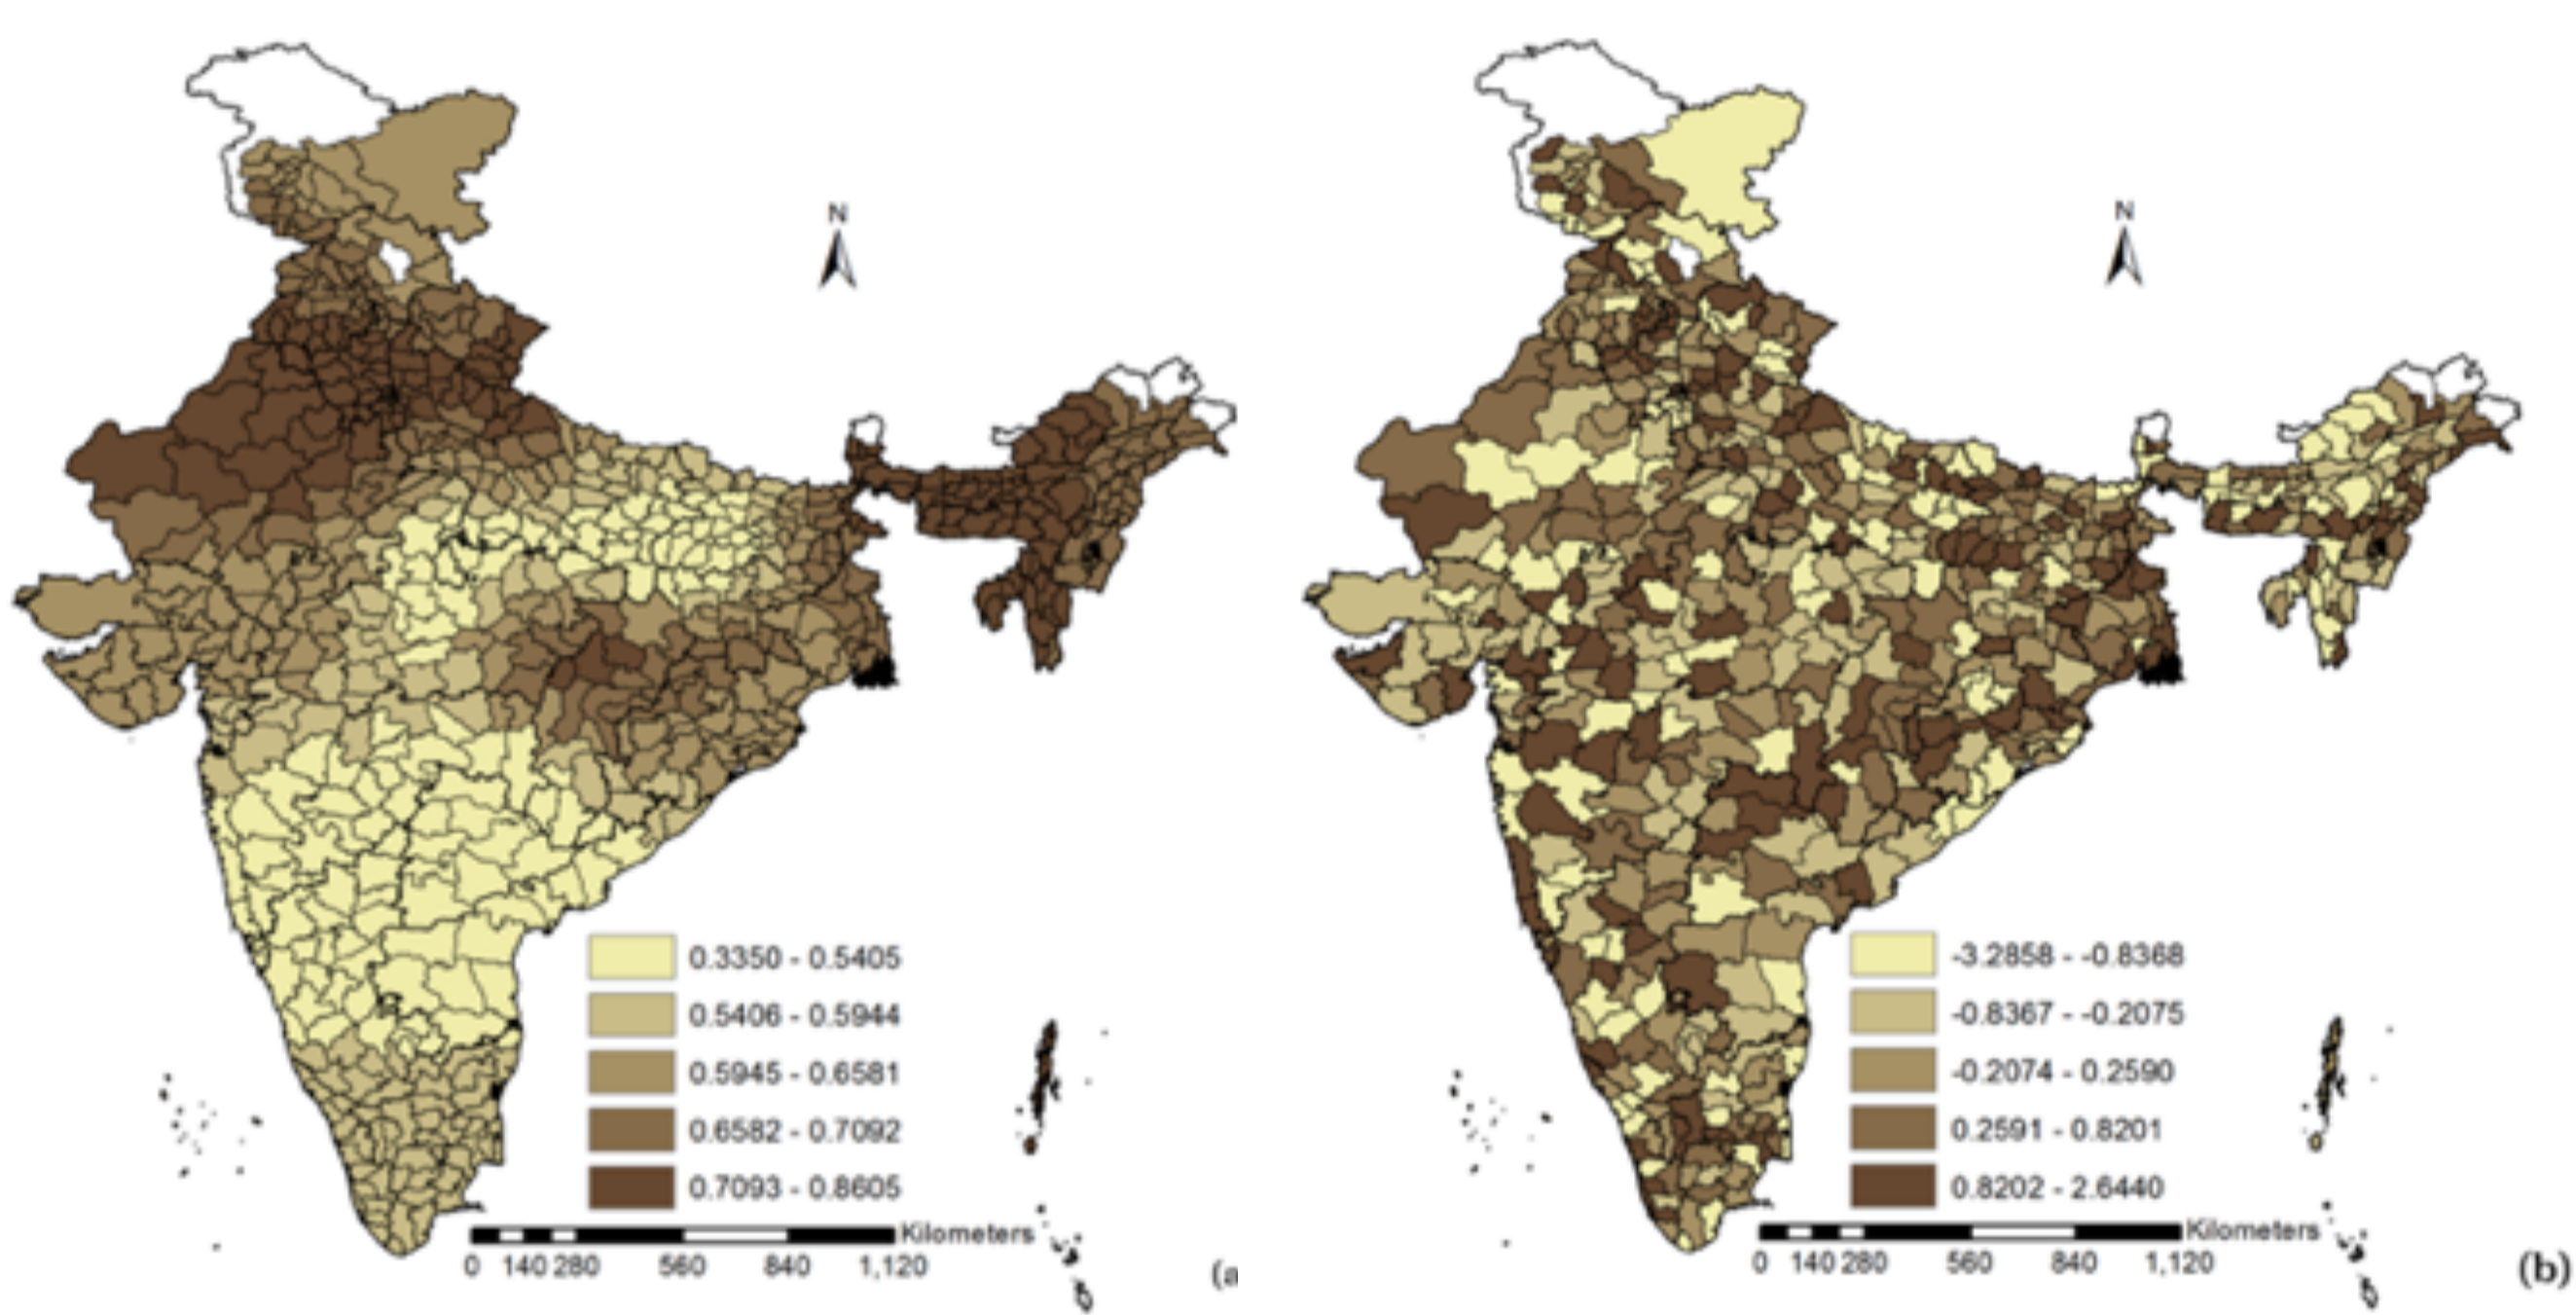 N
0.3350 - 0.5405
0.5406 - 0.5944
0.5945 - 0.6581
0.6582 - 0.7092
0.7093 - 0.8605
Kilometers
0 140 280 560 840 1,120
(a
N
-3.2858 - -0.8368
-0.8367 - -0.2075
-0.2074 - 0.2590
0.2591 - 0.8201
0.8202 - 2.6440
Kilometers
0 140 280 560 840 1,120
(b)